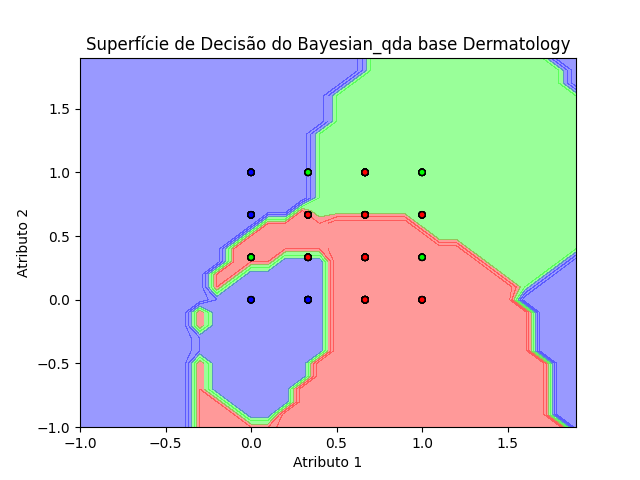 Superfície de Decisão do Bayesian_qda base Dermatology
1.5
1.0
0.5
0.0
−0.5
−1.0
Atributo 2
−1.0 −0.5 0.0 0.5 1.0 1.5
Atributo 1